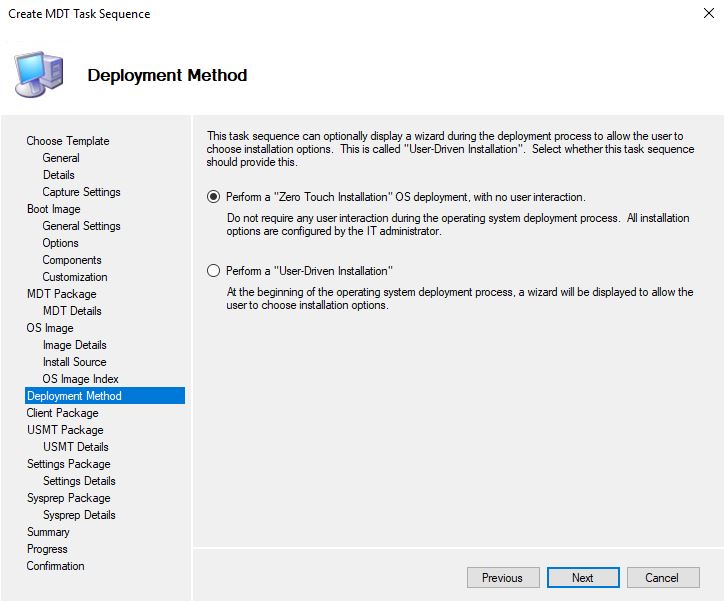 Create MDT Task Sequence
Deployment Method
Choose Template
General
Details
Capture Settings
Boot Image
General Settings
Options
Components
Customization
MDT Package
MDT Details
OS Image
Image Details
Install Source
OS Image Index
Deployment Method
Client Package
USMT Package
USMT Details
Settings Package
Settings Details
Sysprep Package
Sysprep Details
Summary
Progress
Confirmation
This task sequence can optionally display a wizard during the deployment process to allow the user to
choose installation options.  This is called "User-Driven Installation".  Select whether this task sequence
should provide this.
Perform a "Zero Touch Installation" OS deployment, with no user interaction.
Do not require any user interaction during the operating system deployment process.  All installation
options are configured by the IT administrator.
Perform a "User-Driven Installation"
At the beginning of the operating system deployment process, a wizard will be displayed to allow the
user to choose installation options.
Previous
Next
Cancel